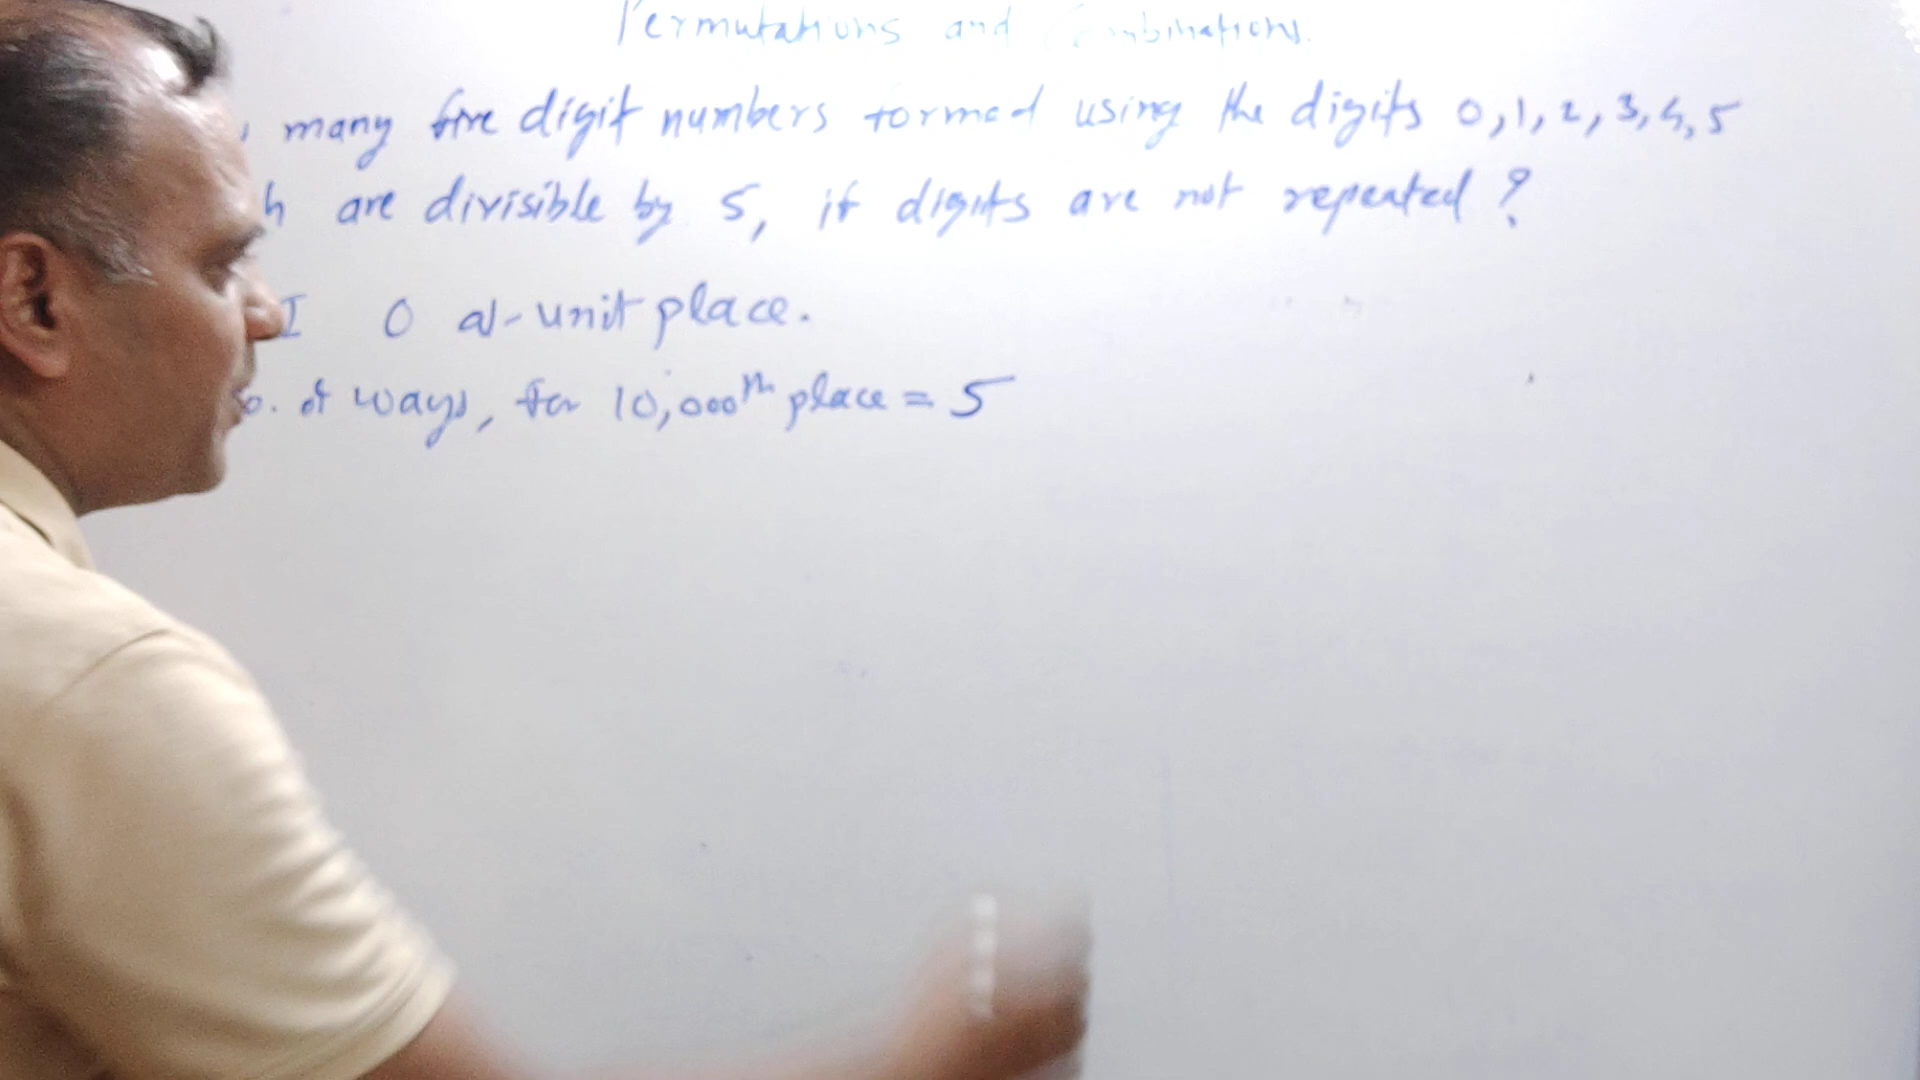 Permutations and Combinations.
many five digit numbers formed using the digits 0,1,2,3,4,5
h are divisible by 5, if digits are not repeated ?
I 0 at unit place.
o. of ways, for 10,000th place = 5